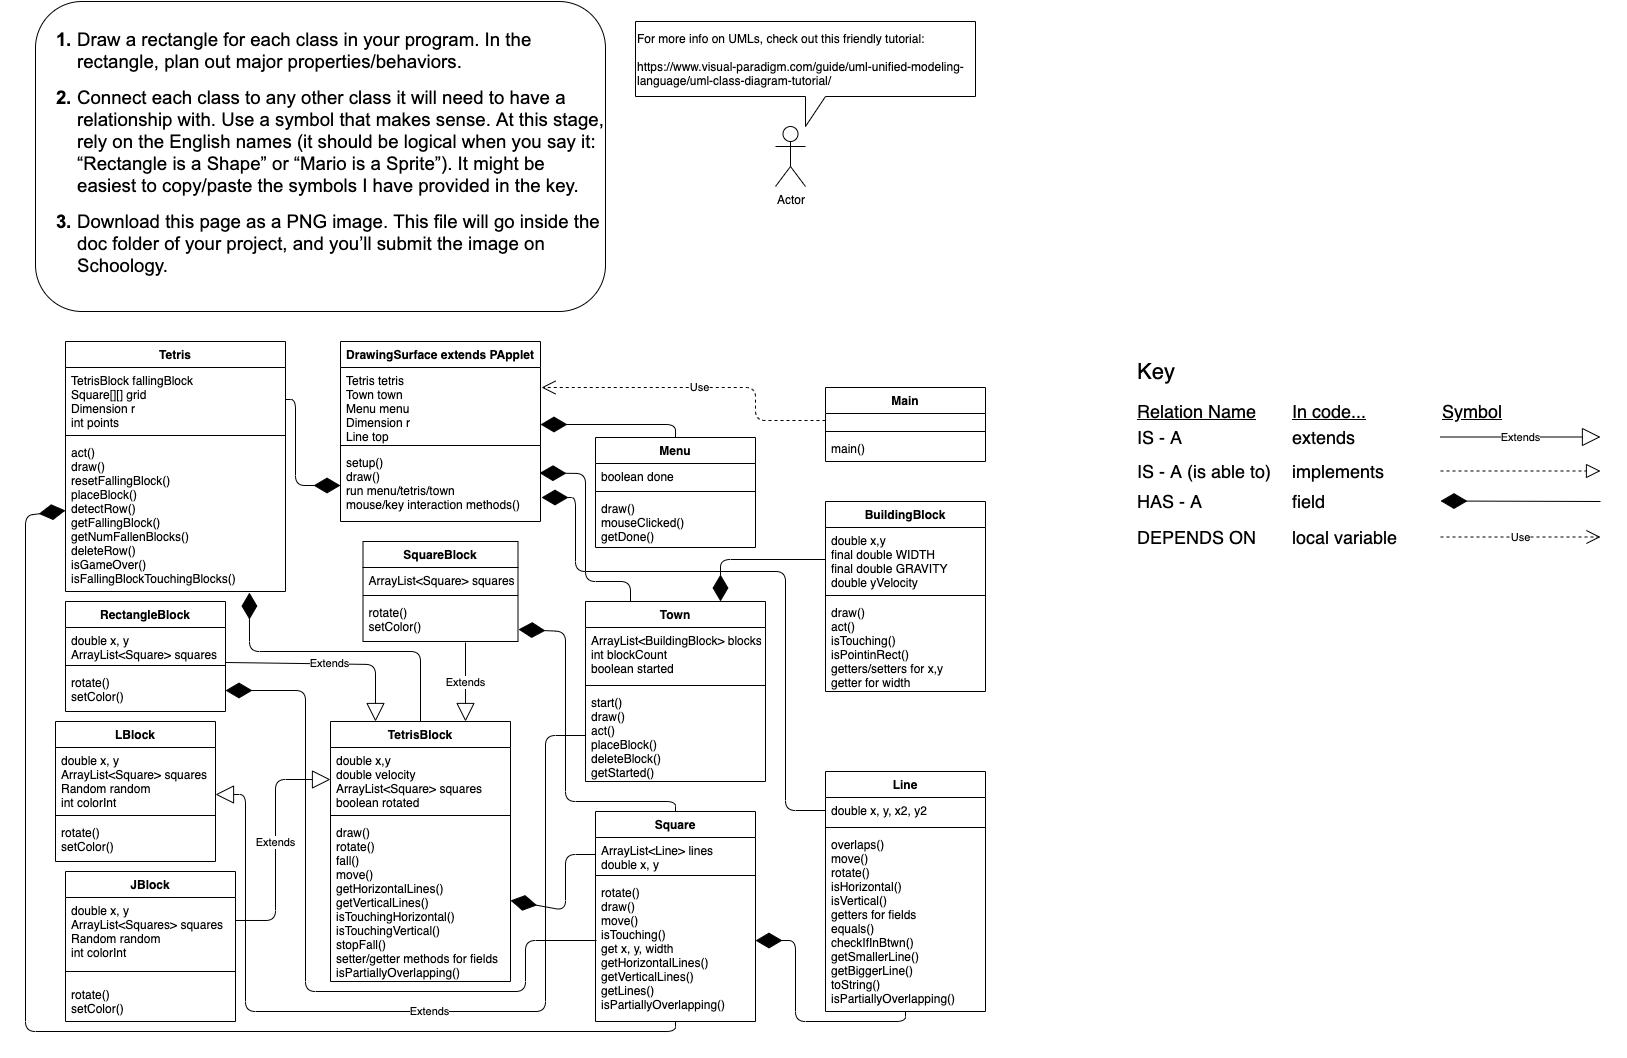 1. Draw a rectangle for each class in your program. In the
rectangle, plan out major properties/behaviors.
2. Connect each class to any other class it will need to have a
relationship with. Use a symbol that makes sense. At this stage,
rely on the English names (it should be logical when you say it:
“Rectangle is a Shape” or “Mario is a Sprite”). It might be
easiest to copy/paste the symbols I have provided in the key.
3. Download this page as a PNG image. This file will go inside the
doc folder of your project, and you’ll submit the image on
Schoology.
For more info on UMLs, check out this friendly tutorial:
https://www.visual-paradigm.com/guide/uml-unified-modeling-
language/uml-class-diagram-tutorial/
Actor
Tetris
TetrisBlock fallingBlock
Square[][] grid
Dimension r
int points
act()
draw()
resetFallingBlock()
placeBlock()
detectRow()
getFallingBlock()
getNumFallenBlocks()
deleteRow()
isGameOver()
isFallingBlockTouchingBlocks()
DrawingSurface extends PApplet
Tetris tetris
Town town
Menu menu
Dimension r
Line top
setup()
draw()
run menu/tetris/town
mouse/key interaction methods()
Use
Main
main()
Menu
boolean done
draw()
mouseClicked()
getDone()
Key
Relation Name In code... Symbol
IS - A extends Extends
IS - A (is able to) implements
HAS - A field
DEPENDS ON local variable Use
BuildingBlock
double x,y
final double WIDTH
final double GRAVITY
double yVelocity
draw()
act()
isTouching()
isPointinRect()
getters/setters for x,y
getter for width
SquareBlock
ArrayList<Square> squares
rotate()
setColor()
RectangleBlock
double x, y
ArrayList<Square> squares
rotate()
setColor()
Extends
Extends
Town
ArrayList<BuildingBlock> blocks
int blockCount
boolean started
start()
draw()
act()
placeBlock()
deleteBlock()
getStarted()
LBlock
double x, y
ArrayList<Square> squares
Random random
int colorInt
rotate()
setColor()
Extends
TetrisBlock
double x,y
double velocity
ArrayList<Square> squares
boolean rotated
draw()
rotate()
fall()
move()
getHorizontalLines()
getVerticalLines()
isTouchingHorizontal()
isTouchingVertical()
stopFall()
setter/getter methods for fields
isPartiallyOverlapping()
JBlock
double x, y
ArrayList<Squares> squares
Random random
int colorInt
rotate()
setColor()
Extends
Square
ArrayList<Line> lines
double x, y
rotate()
draw()
move()
isTouching()
get x, y, width
getHorizontalLines()
getVerticalLines()
getLines()
isPartiallyOverlapping()
Line
double x, y, x2, y2
overlaps()
move()
rotate()
isHorizontal()
isVertical()
getters for fields
equals()
checkIfInBtwn()
getSmallerLine()
getBiggerLine()
toString()
isPartiallyOverlapping()